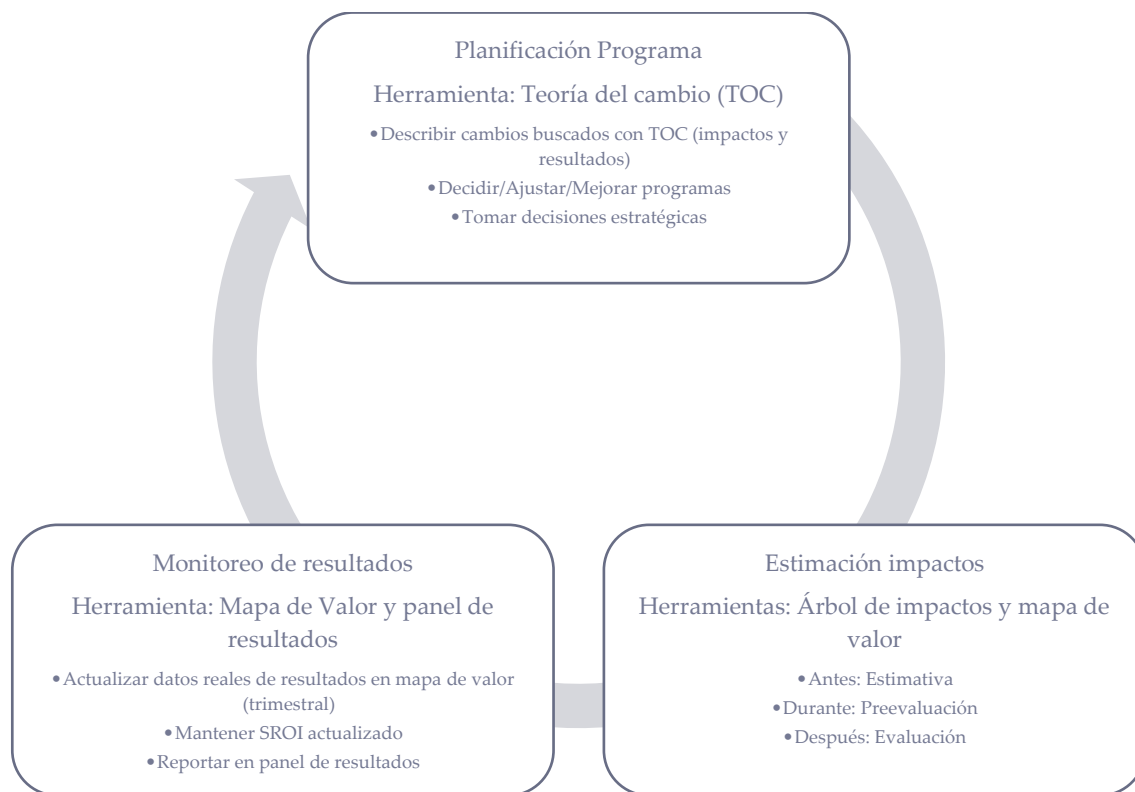 Planificación Programa
Herramienta: Teoría del cambio (TOC)
•Describir cambios buscados con TOC (impactos y
resultados)
•Decidir/Ajustar/Mejorar programas
•Tomar decisiones estratégicas
Monitoreo de resultados
Herramienta: Mapa de Valor y panel de
resultados
•Actualizar datos reales de resultados en mapa de valor
(trimestral)
•Mantener SROI actualizado
•Reportar en panel de resultados
Estimación impactos
Herramientas: Árbol de impactos y mapa de
valor
•Antes: Estimativa
•Durante: Preevaluación
•Después: Evaluación